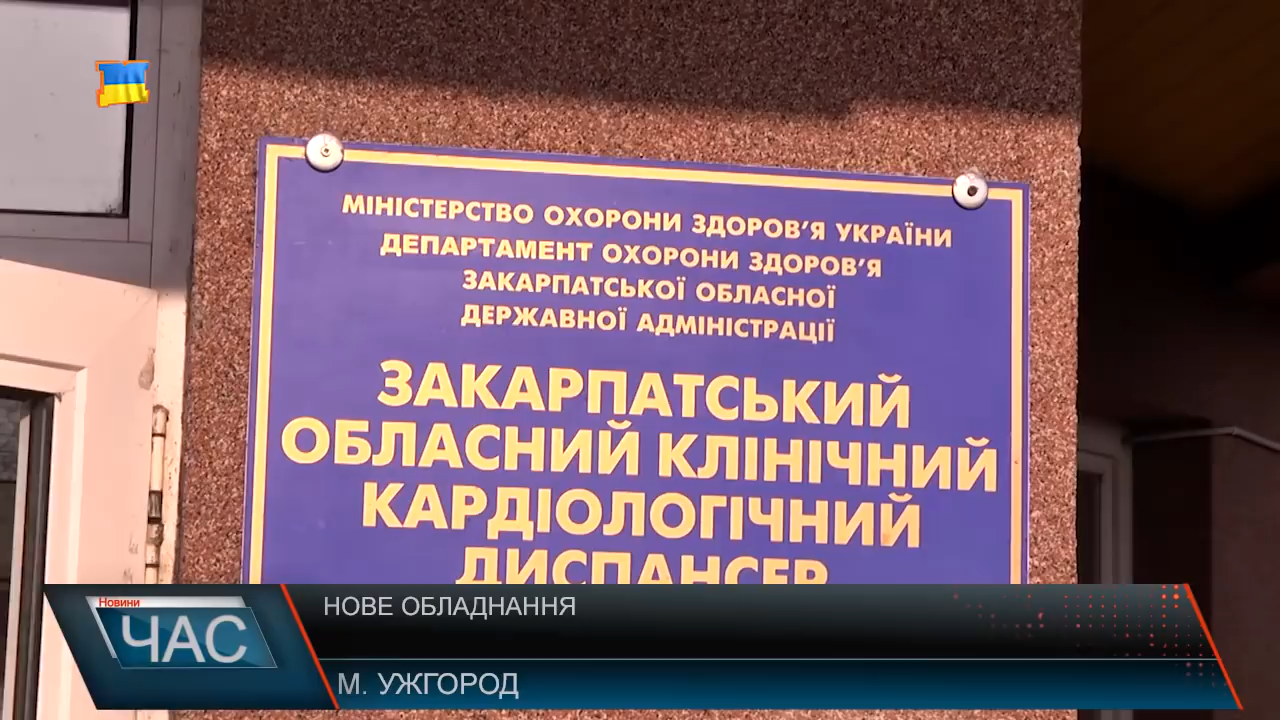 МІНІСТЕРСТВО ОХОРОНИ ЗДОРОВ'Я УКРАЇНИ
ДЕПАРТАМЕНТ ОХОРОНИ ЗДОРОВ'Я
ЗАКАРПАТСЬКОЇ ОБЛАСНОЇ
ДЕРЖАВНОЇ АДМІНІСТРАЦІЇ
ЗАКАРПАТСЬКИЙ
ОБЛАСНИЙ КЛІНІЧНИЙ
КАРДІОЛОГІЧНИЙ
ДИСПАНСЕР
Новини
ЧАС
НОВЕ ОБЛАДНАННЯ
М. УЖГОРОД